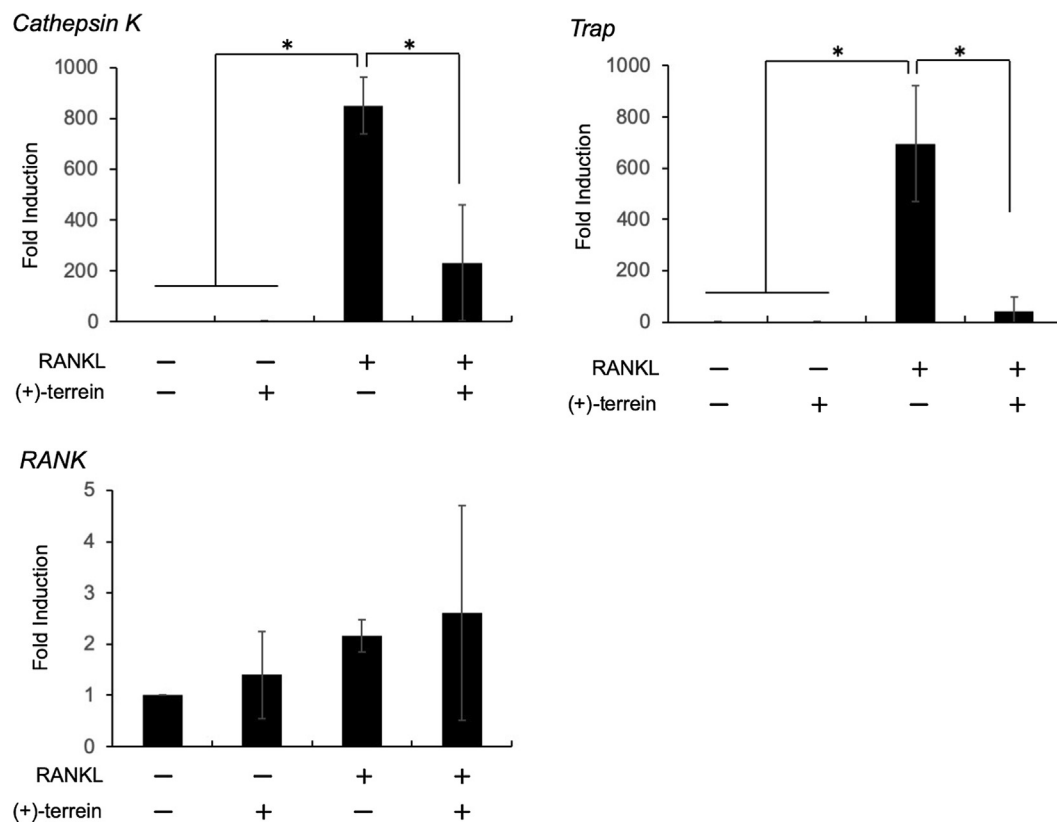 Cathepsin K
* *
1000
800
600
400
200
0
Fold Induction
RANKL − − + +
(+)-terrein − + − +
Trap
* *
1000
800
600
400
200
0
Fold Induction
RANKL − − + +
(+)-terrein − + − +
RANK
5
4
3
2
1
0
Fold Induction
RANKL − − + +
(+)-terrein − + − +